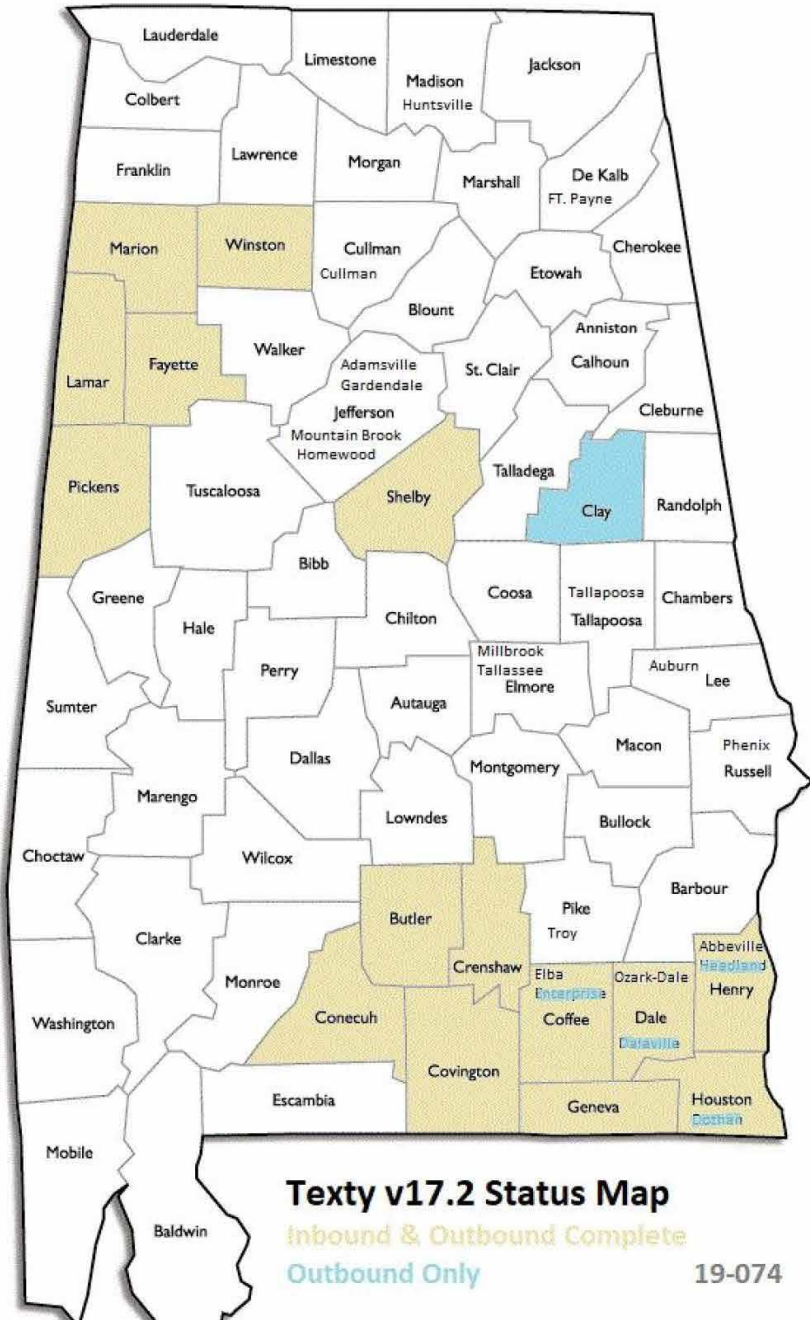 Lauderdale
Limestone
Madison
Huntsville
Jackson
Colbert
Franklin
Lawrence
Morgan
Marshall
De Kalb
FT. Payne
Marion
Winston
Cullman
Cullman
Cherokee
Etowah
Blount
Lamar
Fayette
Walker
Adamsville
Gardendale
Jefferson
Mountain Brook
Homewood
St. Clair
Anniston
Calhoun
Cleburne
Pickens
Tuscaloosa
Shelby
Talladega
Clay
Randolph
Greene
Hale
Bibb
Chilton
Coosa
Tallapoosa
Tallapoosa
Chambers
Perry
Sumter
Autauga
Millbrook
Tallassee
Elmore
Auburn
Lee
Marengo
Dallas
Montgomery
Macon
Phenix
Russell
Lowndes
Bullock
Choctaw
Wilcox
Clarke
Butler
Crenshaw
Pike
Troy
Barbour
Monroe
Conecuh
Elba
Enterprise
Coffee
Ozark-Dale
Dale
Daleville
Abbeville
Headland
Henry
Washington
Covington
Escambia
Geneva
Houston
Dothan
Mobile
Baldwin
Texty v17.2 Status Map
Inbound & Outbound Complete
Outbound Only
19-074